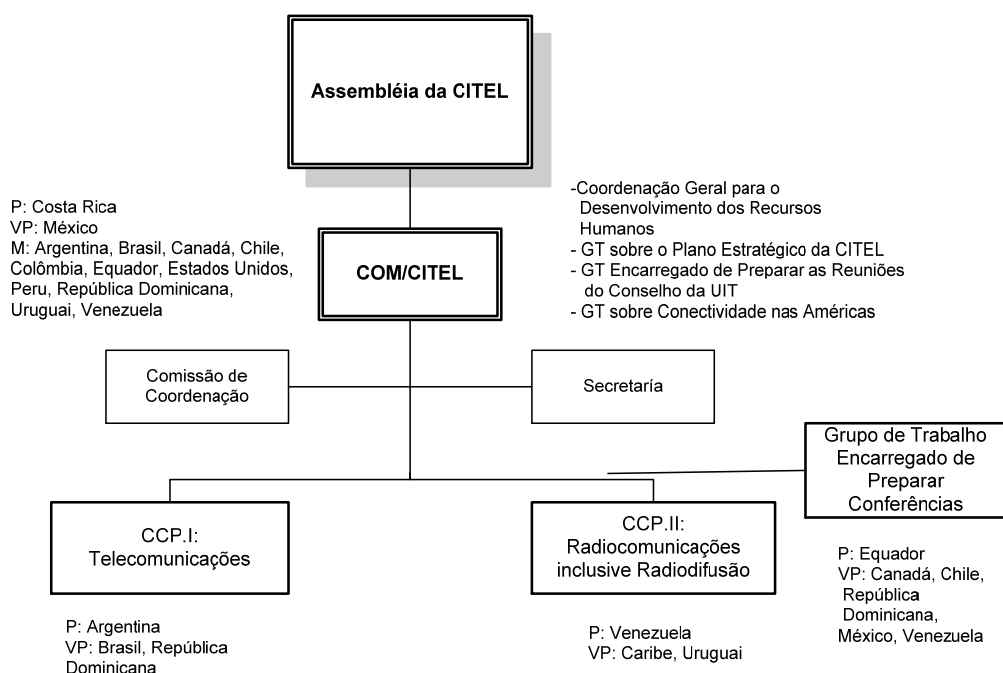 Assembléia da CITEL
P: Costa Rica
VP: México
M: Argentina, Brasil, Canadá, Chile,
Colômbia, Equador, Estados Unidos,
Peru, República Dominicana,
Uruguai, Venezuela
COM/CITEL
-Coordenação Geral para o
Desenvolvimento dos Recursos
Humanos
- GT sobre o Plano Estratégico da CITEL
- GT Encarregado de Preparar as Reuniões
do Conselho da UIT
- GT sobre Conectividade nas Américas
Comissão de
Coordenação
Secretaría
Grupo de Trabalho
Encarregado de
Preparar
Conferências
P: Equador
VP: Canadá, Chile,
República
Dominicana,
México, Venezuela
CCP.I:
Telecomunicações
P: Argentina
VP: Brasil, República
Dominicana
CCP.II:
Radiocomunicações
inclusive Radiodifusão
P: Venezuela
VP: Caribe, Uruguai